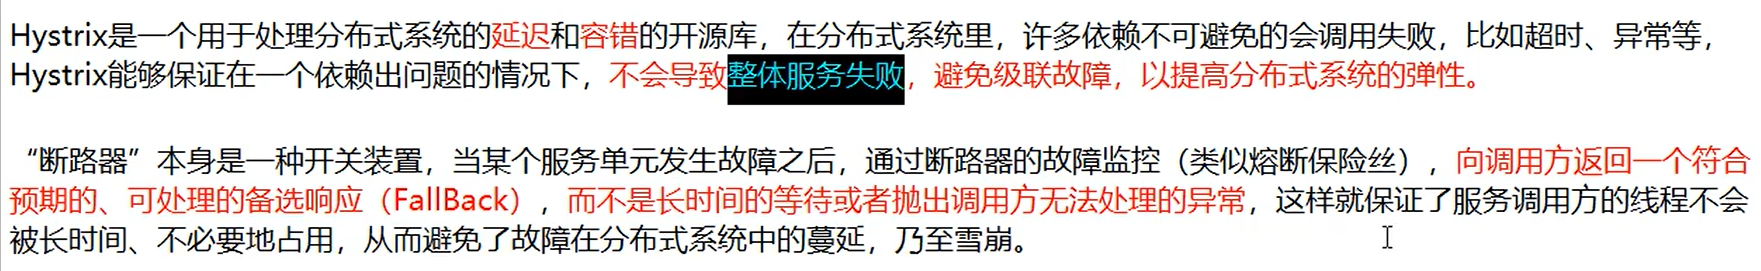 Hystrix是一个用于处理分布式系统的延迟和容错的开源库，在分布式系统里，许多依赖不可避免的会调用失败，比如超时、异常等，
Hystrix能够保证在一个依赖出问题的情况下，不会导致整体服务失败，避免级联故障，以提高分布式系统的弹性。
“断路器”本身是一种开关装置，当某个服务单元发生故障之后，通过断路器的故障监控（类似熔断保险丝），向调用方返回一个符合
预期的、可处理的备选响应（FallBack），而不是长时间的等待或者抛出调用方无法处理的异常，这样就保证了服务调用方的线程不会
被长时间、不必要地占用，从而避免了故障在分布式系统中的蔓延，乃至雪崩。